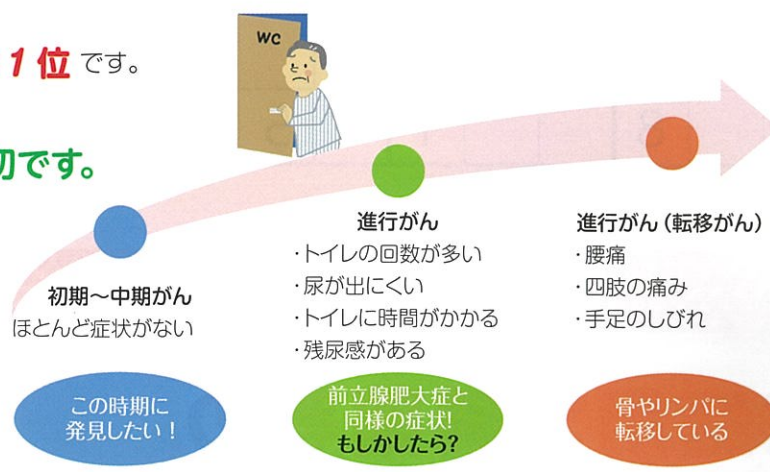 1位 です。
WC
切です。
初期～中期がん
ほとんど症状がない
進行がん
・トイレの回数が多い
・尿が出にくい
・トイレに時間がかかる
・残尿感がある
進行がん（転移がん）
・腰痛
・四肢の痛み
・手足のしびれ
この時期に
発見したい！
前立腺肥大症と
同様の症状!
もしかしたら?
骨やリンパに
転移している